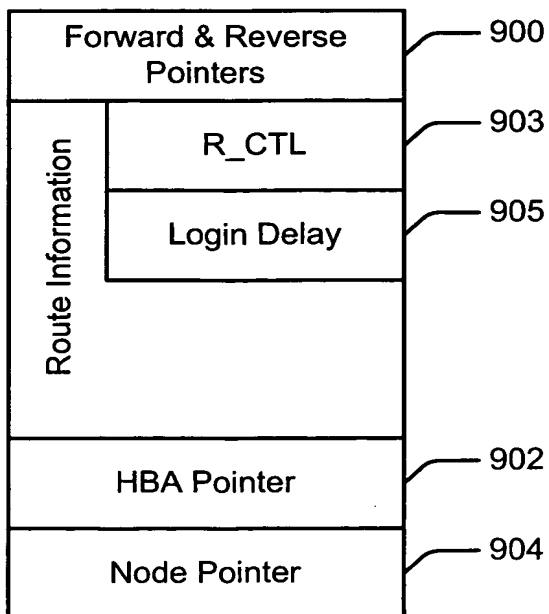 Forward & Reverse
Pointers
900
Route Information
R_CTL
903
Login Delay
905
HBA Pointer
902
Node Pointer
904